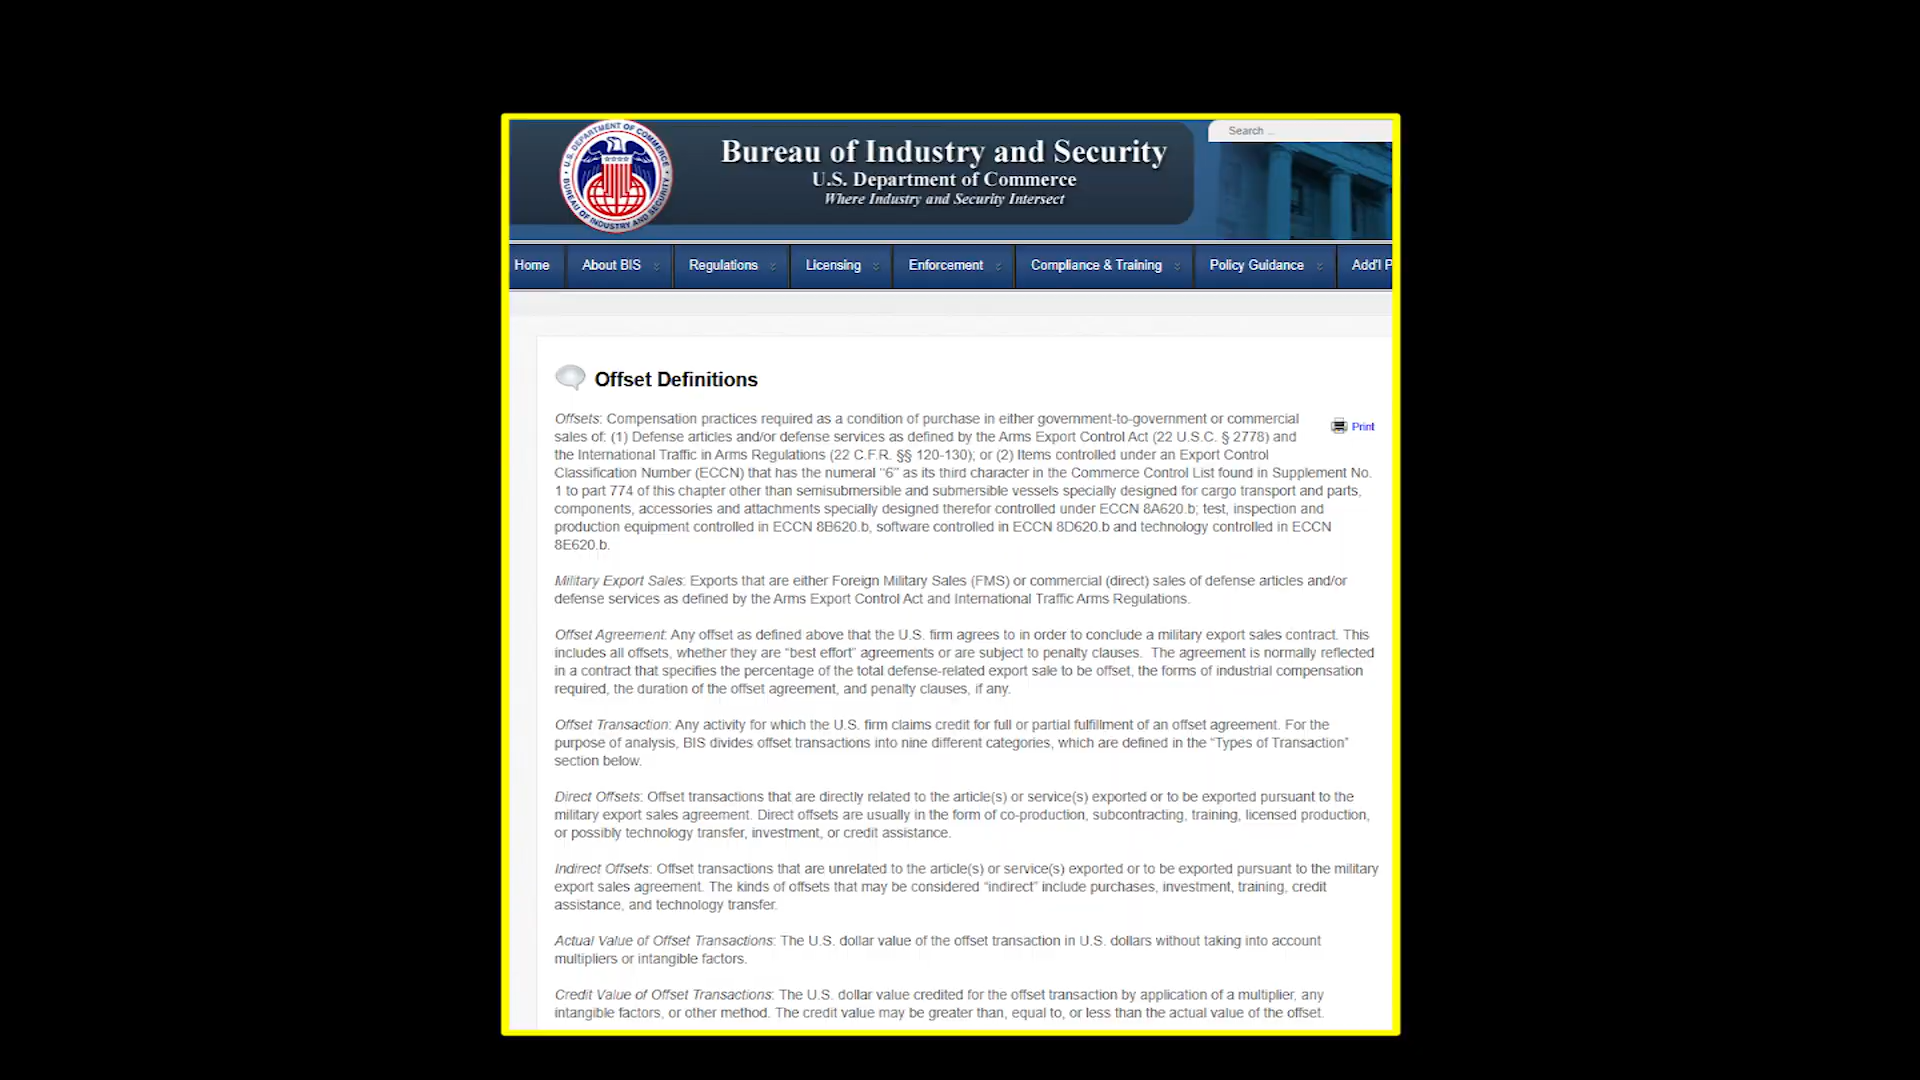 U.S. DEPARTMENT OF COMMERCE
BUREAU OF INDUSTRY AND SECURITY
Bureau of Industry and Security
U.S. Department of Commerce
Where Industry and Security Intersect
Search ...
Home
About BIS
Regulations
Licensing
Enforcement
Compliance & Training
Policy Guidance
Add'l P
Offset Definitions
Print
Offsets: Compensation practices required as a condition of purchase in either government-to-government or commercial
sales of: (1) Defense articles and/or defense services as defined by the Arms Export Control Act (22 U.S.C. § 2778) and
the International Traffic in Arms Regulations (22 C.F.R. §§ 120-130); or (2) Items controlled under an Export Control
Classification Number (ECCN) that has the numeral “6” as its third character in the Commerce Control List found in Supplement No.
1 to part 774 of this chapter other than semisubmersible and submersible vessels specially designed for cargo transport and parts,
components, accessories and attachments specially designed therefor controlled under ECCN 8A620.b; test, inspection and
production equipment controlled in ECCN 8B620.b, software controlled in ECCN 8D620.b and technology controlled in ECCN
8E620.b.
Military Export Sales: Exports that are either Foreign Military Sales (FMS) or commercial (direct) sales of defense articles and/or
defense services as defined by the Arms Export Control Act and International Traffic Arms Regulations.
Offset Agreement: Any offset as defined above that the U.S. firm agrees to in order to conclude a military export sales contract. This
includes all offsets, whether they are “best effort” agreements or are subject to penalty clauses. The agreement is normally reflected
in a contract that specifies the percentage of the total defense-related export sale to be offset, the forms of industrial compensation
required, the duration of the offset agreement, and penalty clauses, if any.
Offset Transaction: Any activity for which the U.S. firm claims credit for full or partial fulfillment of an offset agreement. For the
purpose of analysis, BIS divides offset transactions into nine different categories, which are defined in the “Types of Transaction”
section below.
Direct Offsets: Offset transactions that are directly related to the article(s) or service(s) exported or to be exported pursuant to the
military export sales agreement. Direct offsets are usually in the form of co-production, subcontracting, training, licensed production,
or possibly technology transfer, investment, or credit assistance.
Indirect Offsets: Offset transactions that are unrelated to the article(s) or service(s) exported or to be exported pursuant to the military
export sales agreement. The kinds of offsets that may be considered “indirect” include purchases, investment, training, credit
assistance, and technology transfer.
Actual Value of Offset Transactions: The U.S. dollar value of the offset transaction in U.S. dollars without taking into account
multipliers or intangible factors.
Credit Value of Offset Transactions: The U.S. dollar value credited for the offset transaction by application of a multiplier, any
intangible factors, or other method. The credit value may be greater than, equal to, or less than the actual value of the offset.